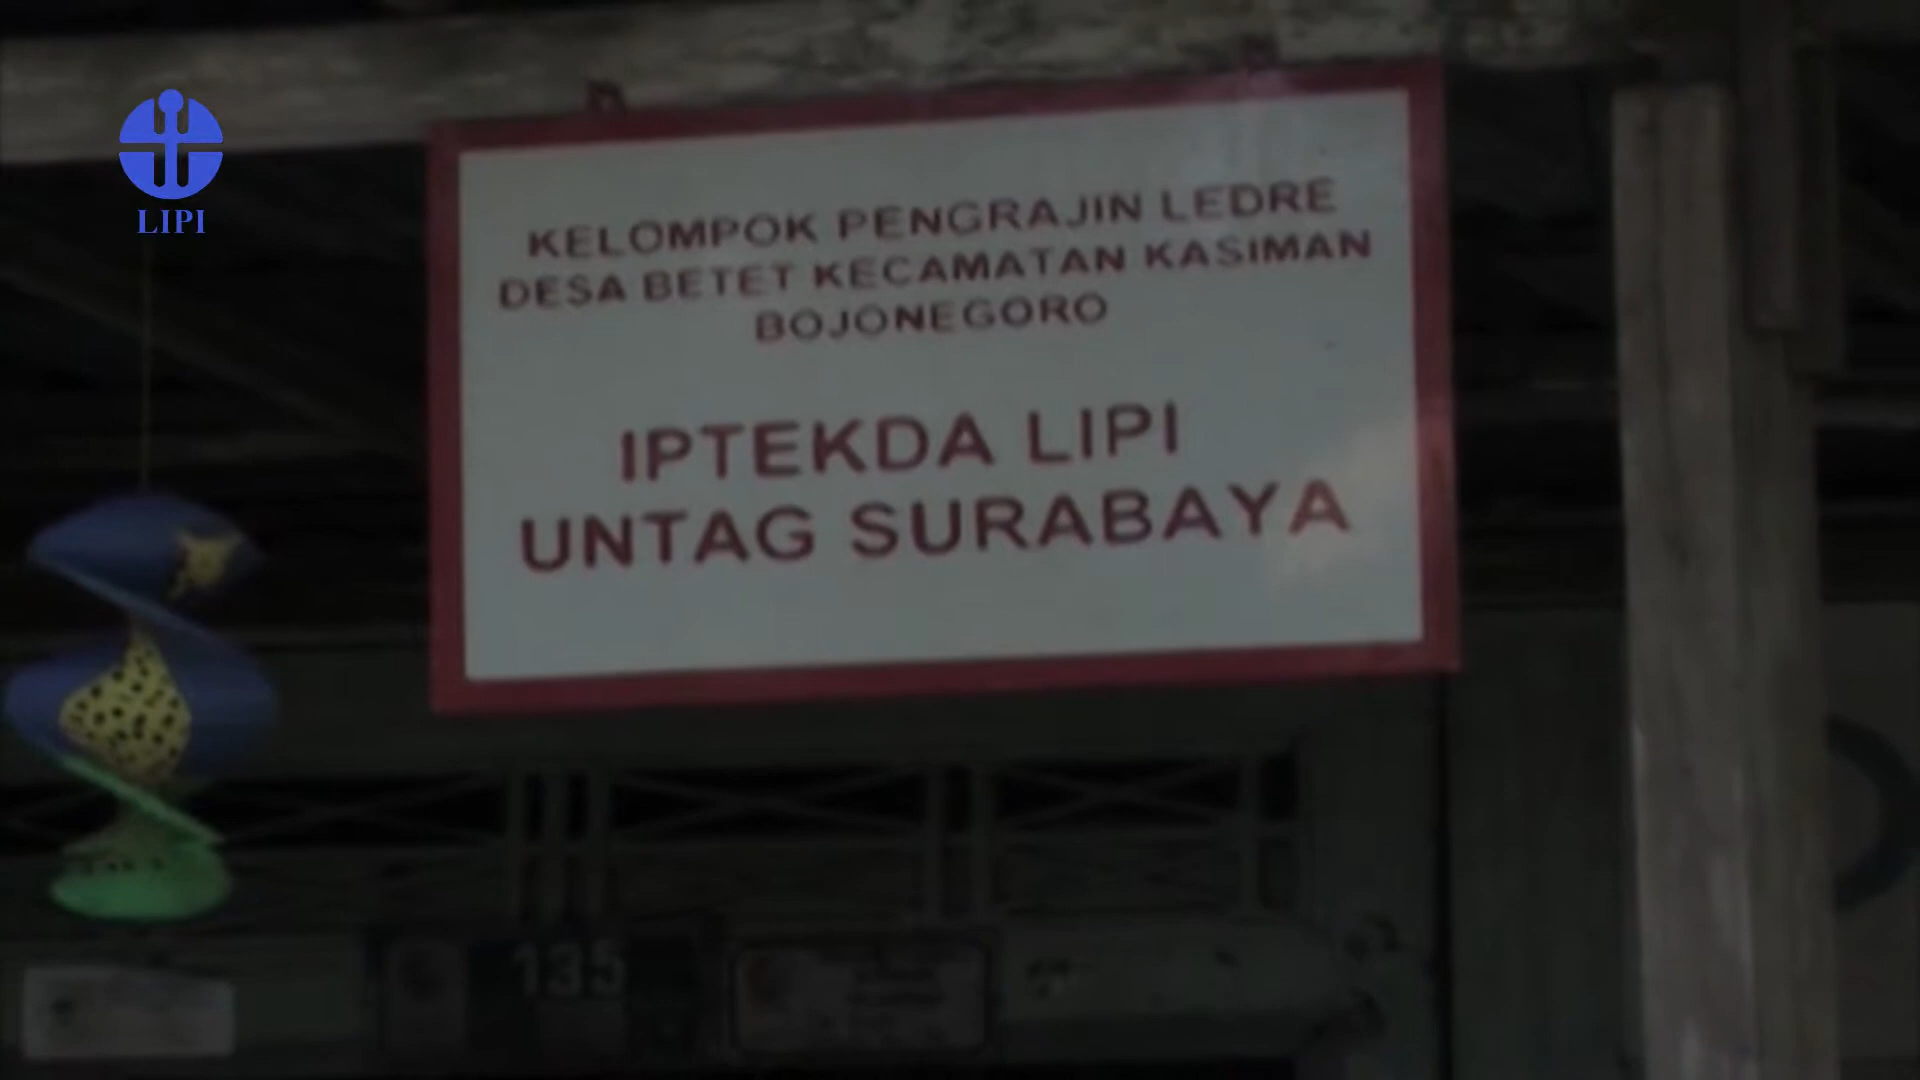 LIPI
KELOMPOK PENGRAJIN LEDRE
DESA BETET KECAMATAN KASIMAN
BOJONEGORO
IPTEKDA LIPI
UNTAG SURABAYA
135